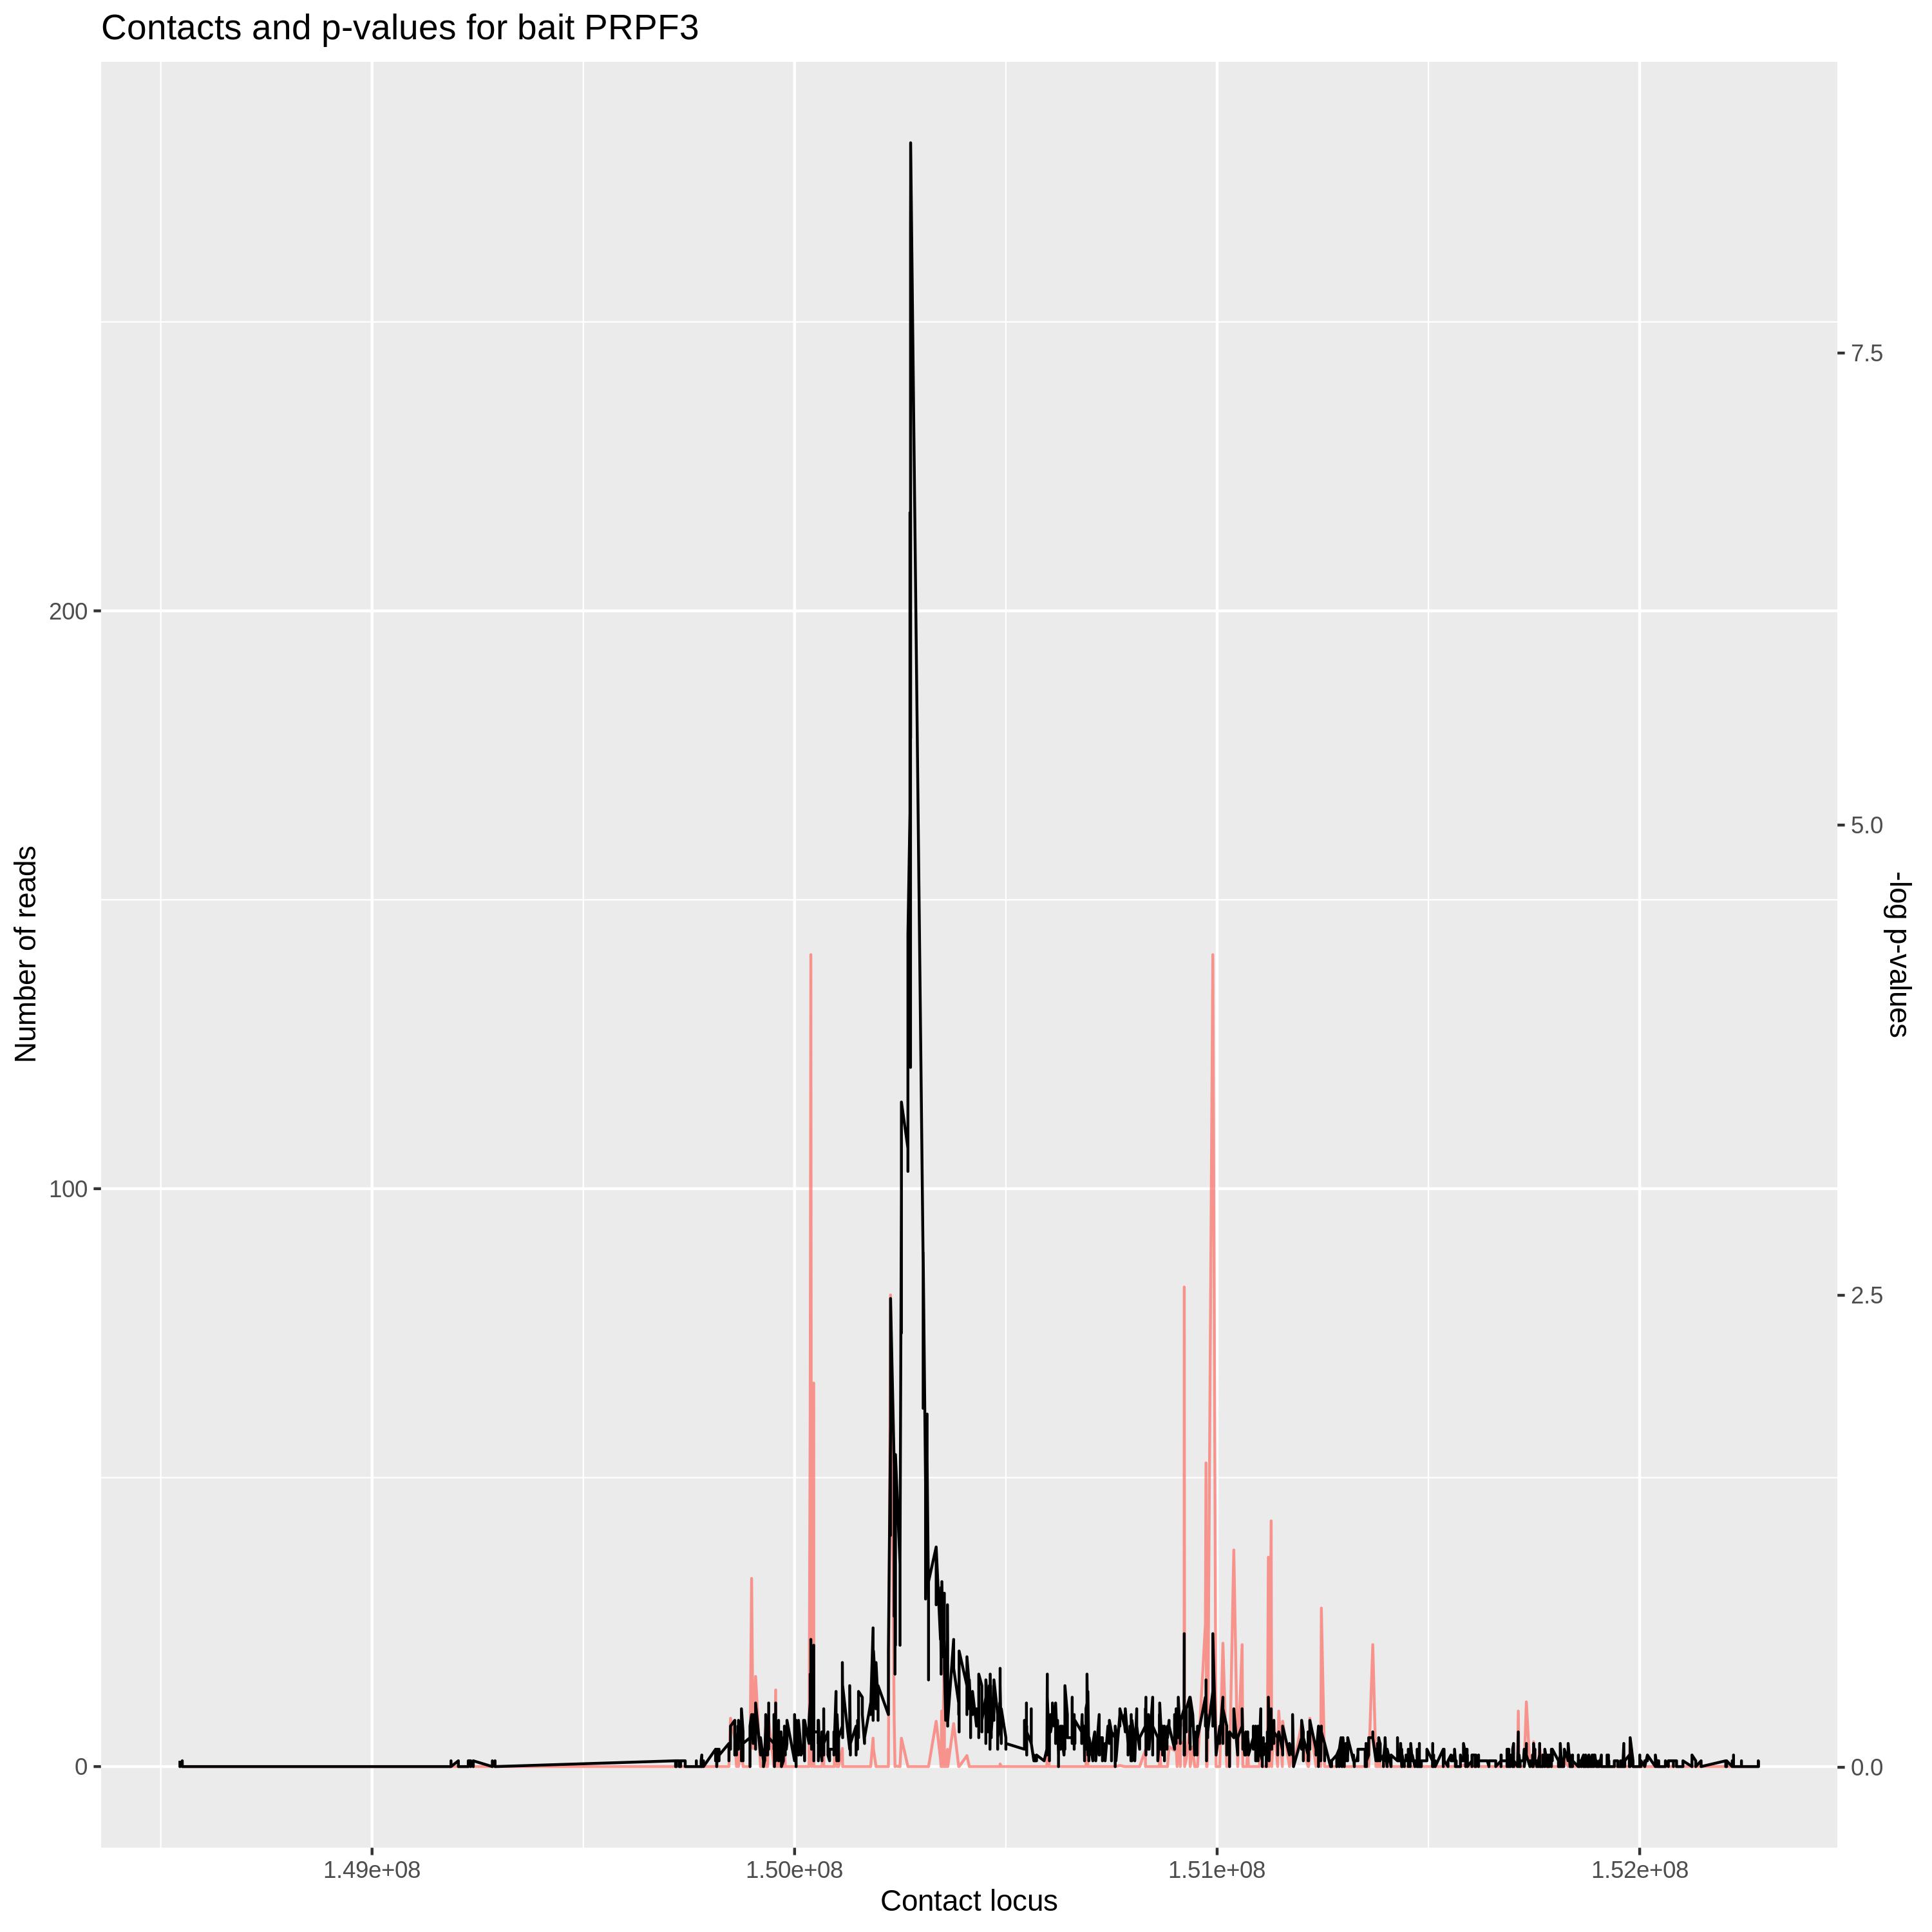 Contacts and p-values for bait PRPF3
Number of reads
200
100
0
7.5
5.0
2.5
0.0
-log p-values
1.49e+08
1.50e+08
1.51e+08
1.52e+08
Contact locus